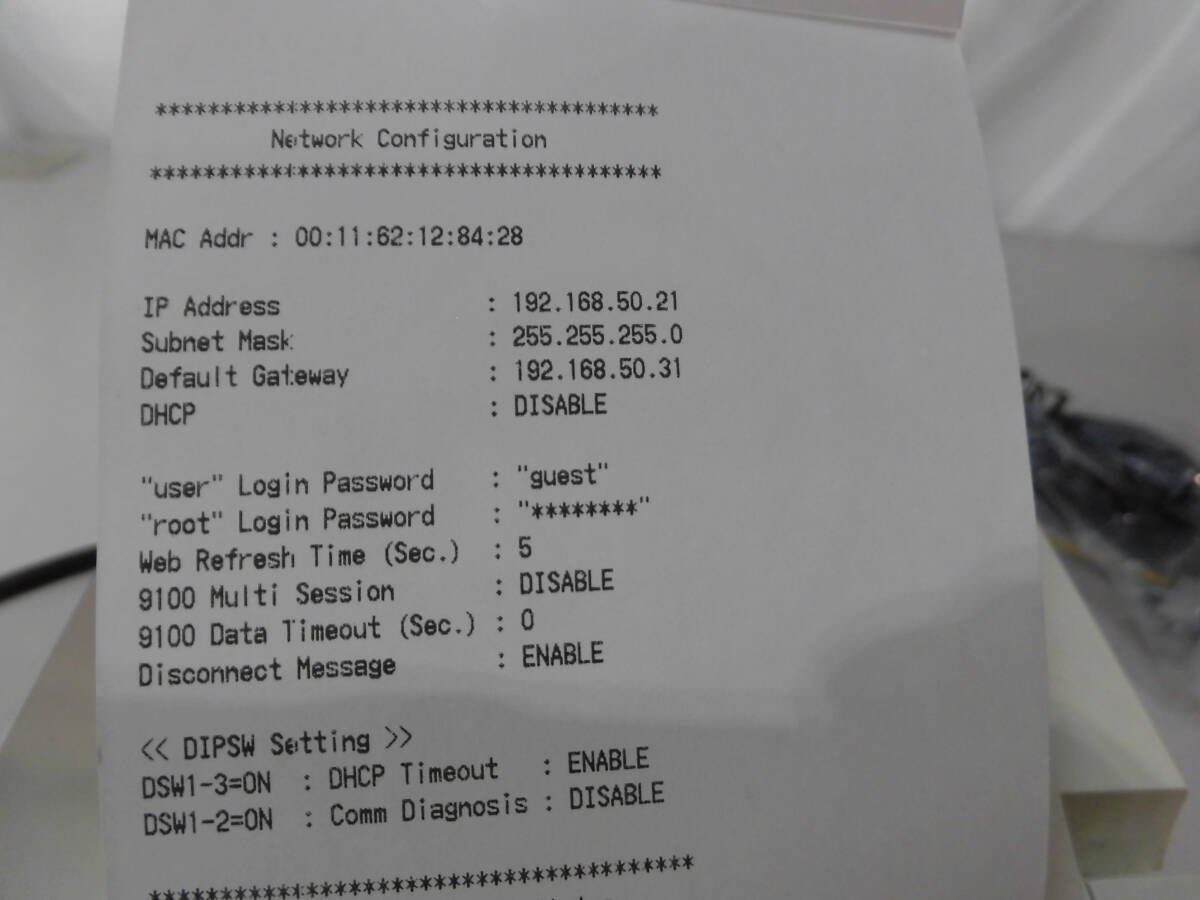 ***************************************
Network Configuration
***************************************
MAC Addr : 00:11:62:12:84:28
IP Address : 192.168.50.21
Subnet Mask : 255.255.255.0
Default Gateway : 192.168.50.31
DHCP : DISABLE
"user" Login Password : "guest"
"root" Login Password : "********"
Web Refresh Time (Sec.) : 5
9100 Multi Session : DISABLE
9100 Data Timeout (Sec.) : 0
Disconnect Message : ENABLE
<< DIPSW Setting >>
DSW1-3=ON : DHCP Timeout : ENABLE
DSW1-2=ON : Comm Diagnosis : DISABLE
***************************************